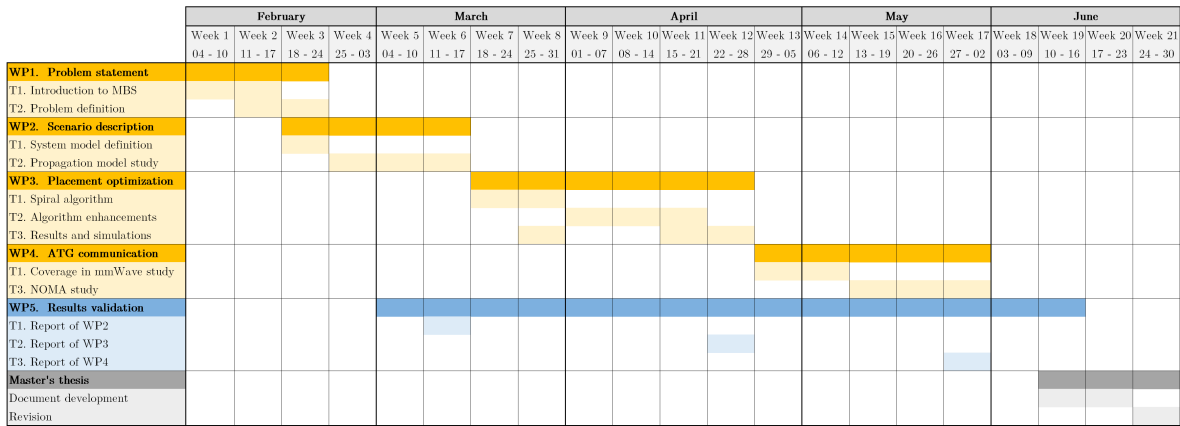 February March April May June
Week 1 Week 2 Week 3 Week 4 Week 5 Week 6 Week 7 Week 8 Week 9 Week 10 Week 11 Week 12 Week 13 Week 14 Week 15 Week 16 Week 17 Week 18 Week 19 Week 20 Week 21
04 - 10 11 - 17 18 - 24 25 - 03 04 - 10 11 - 17 18 - 24 25 - 31 01 - 07 08 - 14 15 - 21 22 - 28 29 - 05 06 - 12 13 - 19 20 - 26 27 - 02 03 - 09 10 - 16 17 - 23 24 - 30
WP1. Problem statement
T1. Introduction to MBS
T2. Problem definition
WP2. Scenario description
T1. System model definition
T2. Propagation model study
WP3. Placement optimization
T1. Spiral algorithm
T2. Algorithm enhancements
T3. Results and simulations
WP4. ATG communication
T1. Coverage in mmWave study
T3. NOMA study
WP5. Results validation
T1. Report of WP2
T2. Report of WP3
T3. Report of WP4
Master's thesis
Document development
Revision